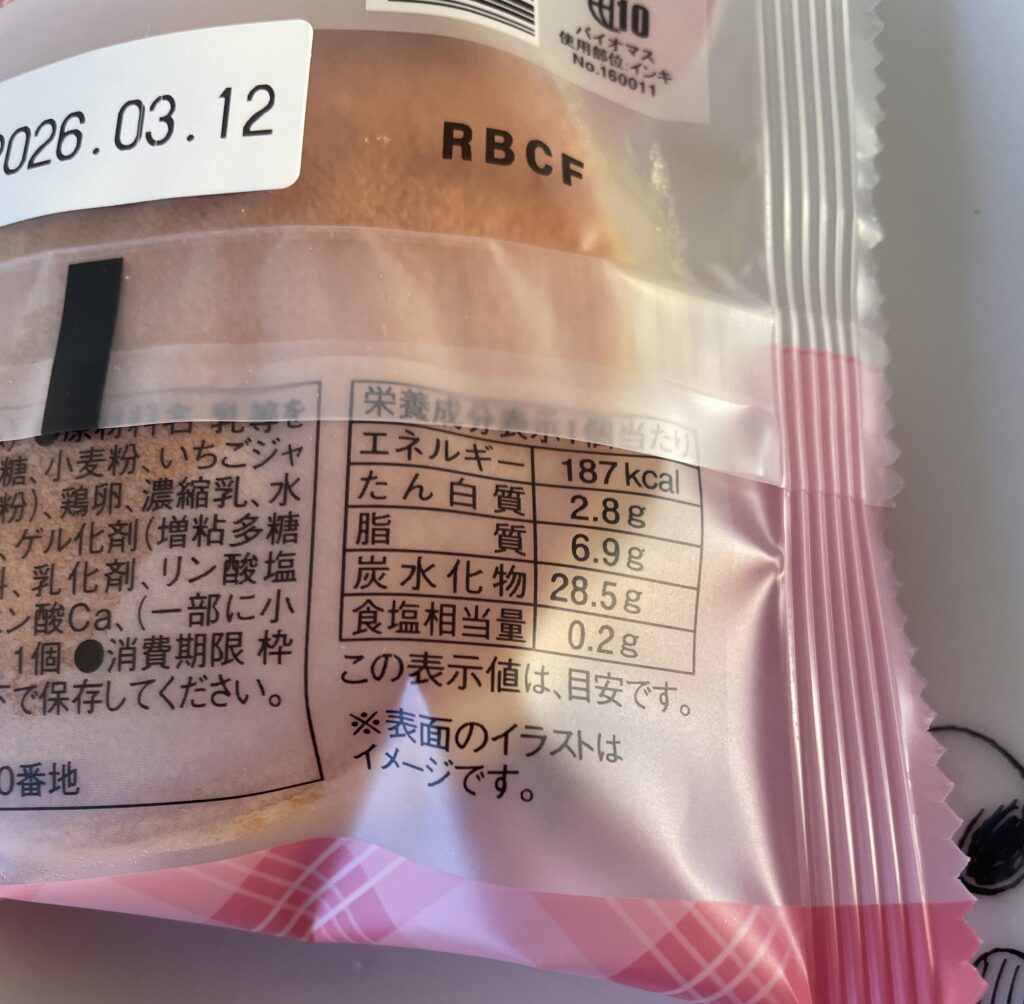 10
バイオマス
使用部位:インキ
No.160011
2026.03.12
RBCF
●原材料名 乳等を
糖、小麦粉、いちごジャ
粉)、鶏卵、濃縮乳、水
、ゲル化剤(増粘多糖
料、乳化剤、リン酸塩
ン酸Ca、(一部に小
1個 ●消費期限 枠
下で保存してください。
0番地
栄養成分表示1個当たり
エネルギー 187kcal
たん白質 2.8g
脂質 6.9g
炭水化物 28.5g
食塩相当量 0.2g
この表示値は、目安です。
※表面のイラストは
イメージです。